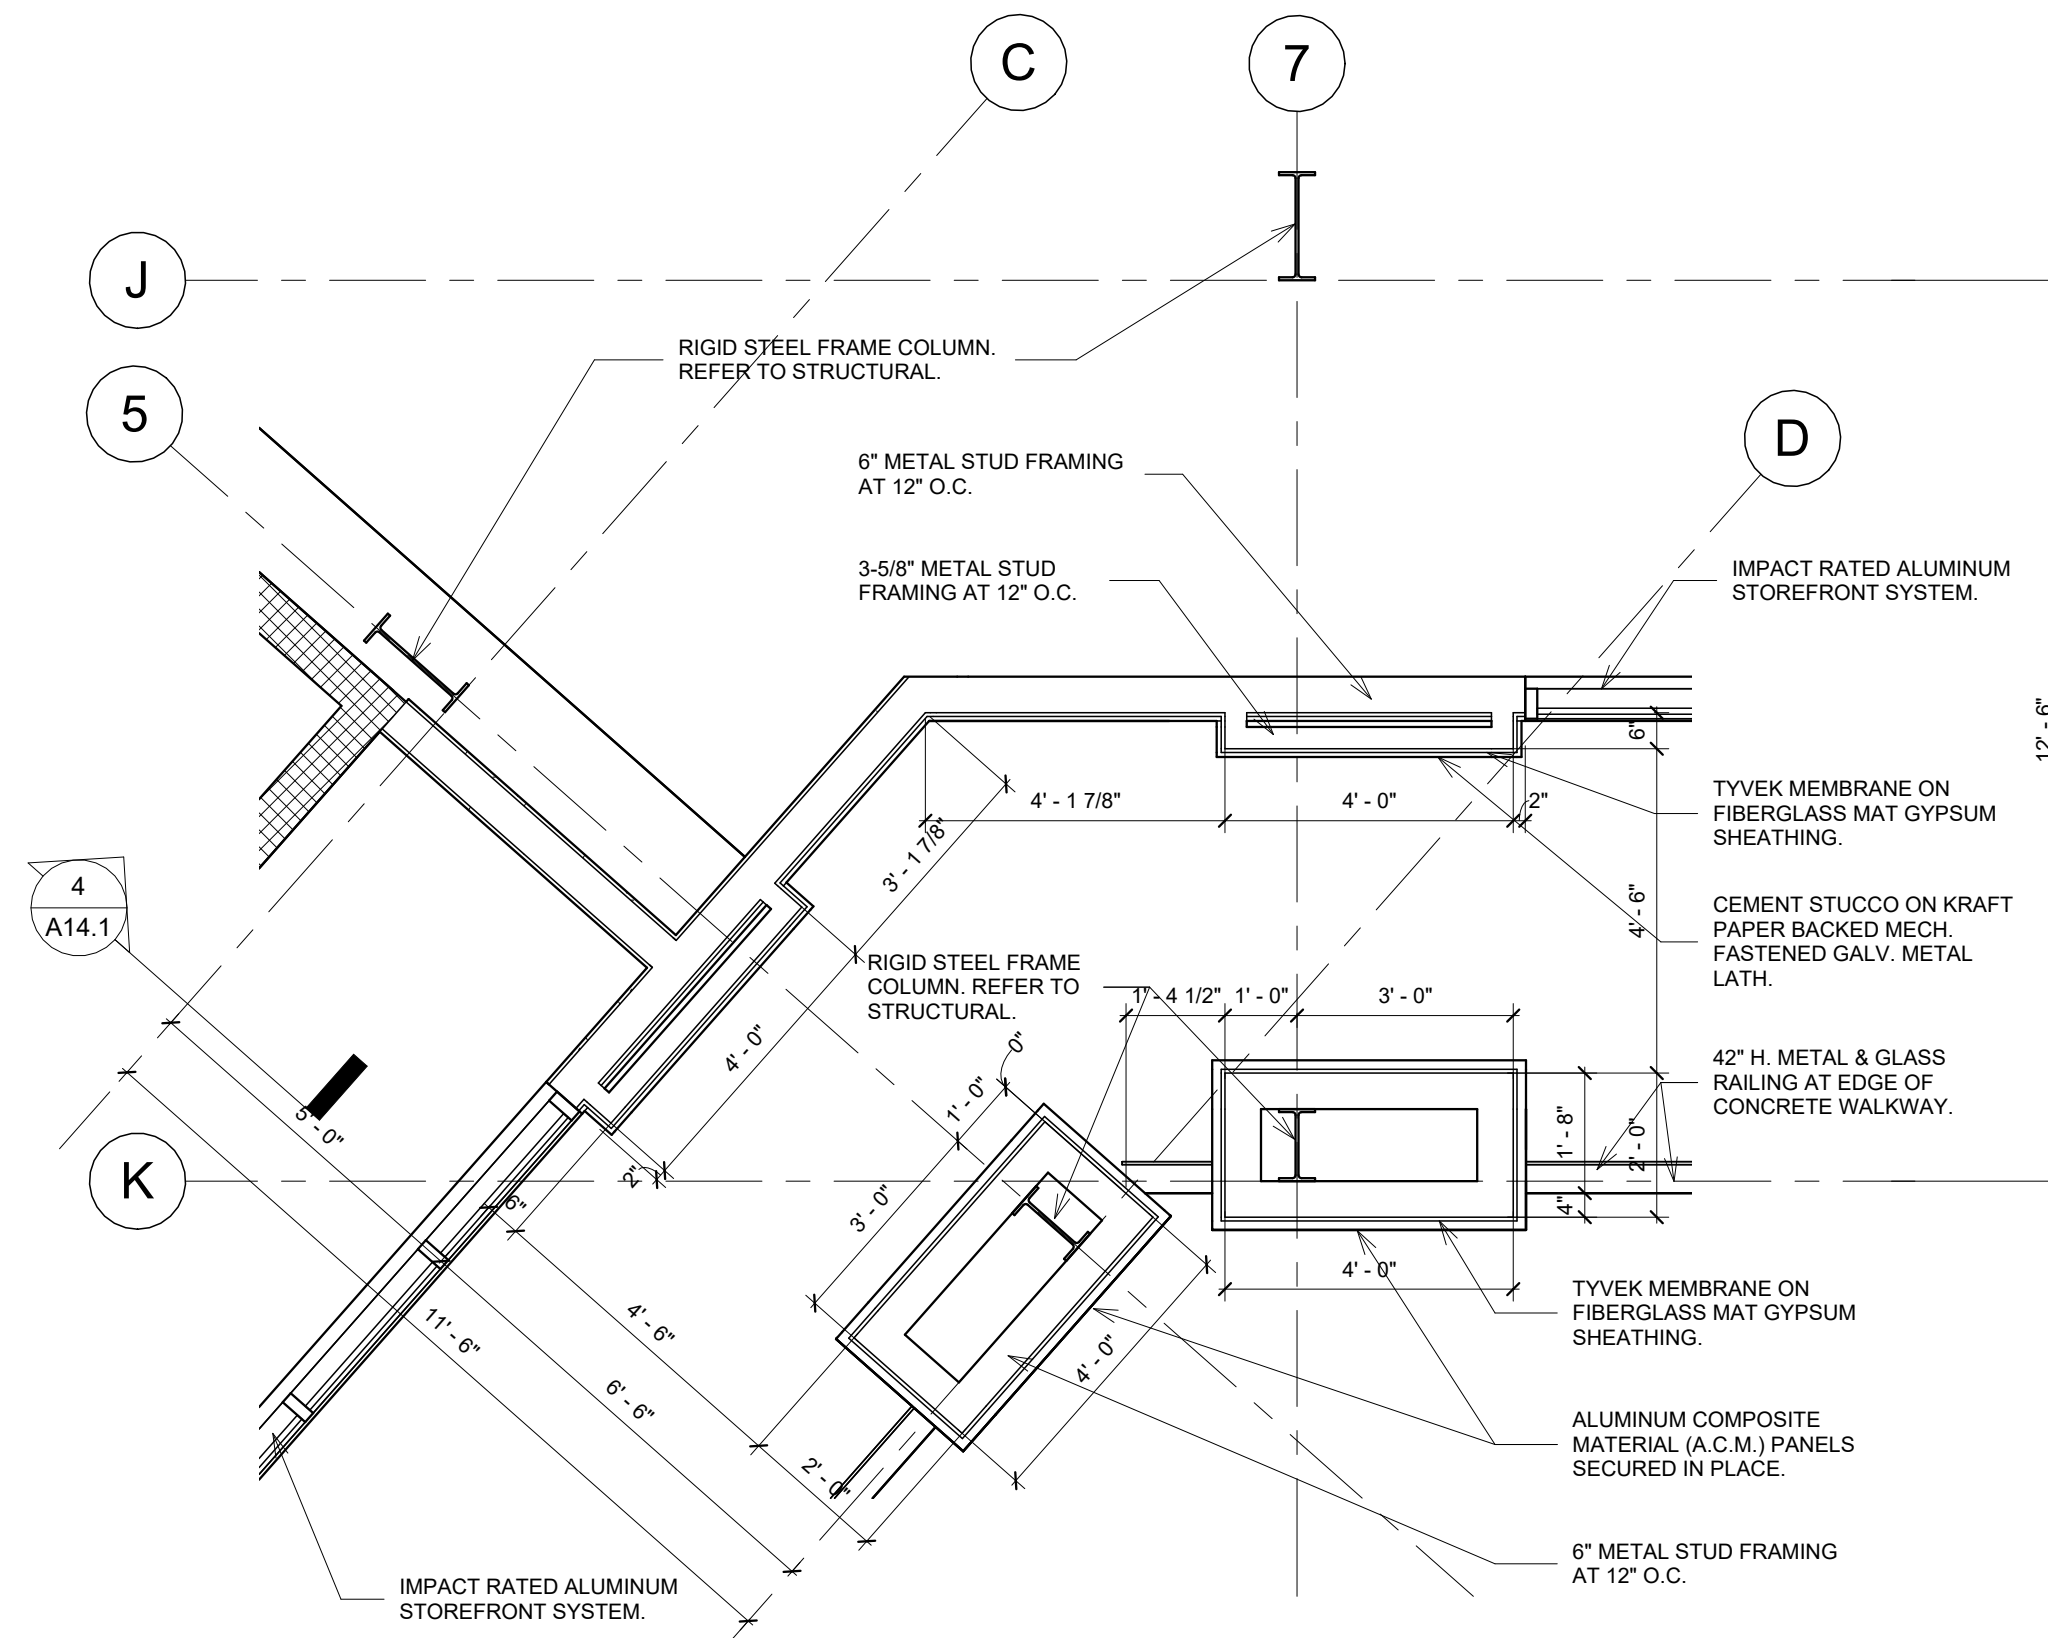 C
7
J
RIGID STEEL FRAME COLUMN.
REFER TO STRUCTURAL.
5
D
6" METAL STUD FRAMING
AT 12" O.C.
3-5/8" METAL STUD
FRAMING AT 12" O.C.
IMPACT RATED ALUMINUM
STOREFRONT SYSTEM.
6"
12' - 6"
4' - 1 7/8"
4' - 0"
2"
TYVEK MEMBRANE ON
FIBERGLASS MAT GYPSUM
SHEATHING.
3' - 1 7/8"
4
A14.1
4' - 6"
CEMENT STUCCO ON KRAFT
PAPER BACKED MECH.
FASTENED GALV. METAL
LATH.
RIGID STEEL FRAME
COLUMN. REFER TO
STRUCTURAL.
1' - 4 1/2"
1' - 0"
3' - 0"
4' - 0"
0"
1' - 0"
42" H. METAL & GLASS
RAILING AT EDGE OF
CONCRETE WALKWAY.
5' - 0"
1' - 8"
2' - 0"
K
2"
6"
3' - 0"
4"
4' - 0"
TYVEK MEMBRANE ON
FIBERGLASS MAT GYPSUM
SHEATHING.
4' - 6"
11' - 6"
4' - 0"
6' - 6"
ALUMINUM COMPOSITE
MATERIAL (A.C.M.) PANELS
SECURED IN PLACE.
2' - 0"
6" METAL STUD FRAMING
AT 12" O.C.
IMPACT RATED ALUMINUM
STOREFRONT SYSTEM.